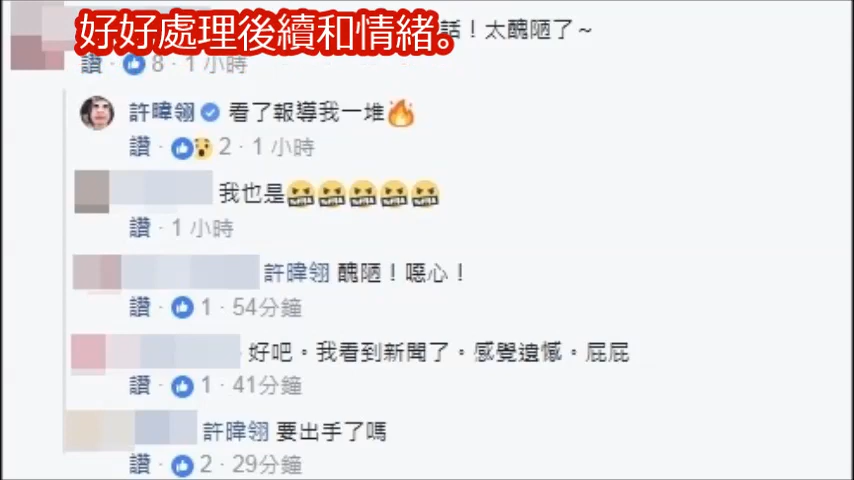 好好處理後續和情緒。
話！太醜陋了~
讚 · 8 · 1 小時
許暐翎 看了報導我一堆🔥
讚 · 2 · 1 小時
我也是😬😬😬😬😬
讚 · 1 小時
許暐翎 醜陋！噁心！
讚 · 1 · 54分鐘
好吧。我看到新聞了。感覺遺憾。屁屁
讚 · 1 · 41分鐘
許暐翎 要出手了嗎
讚 · 2 · 29分鐘